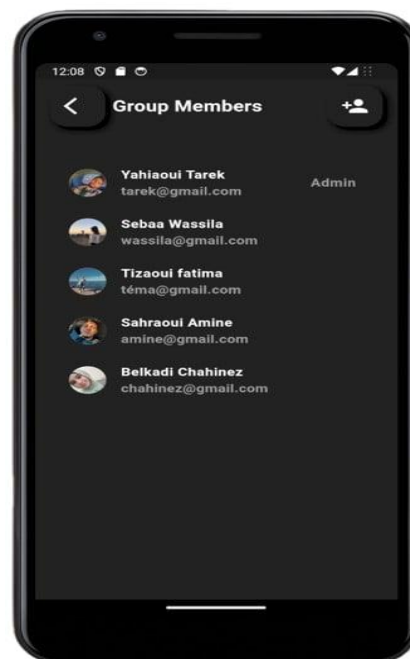 12:08
Group Members
Yahiaoui Tarek
tarek@gmail.com
Admin
Sebaa Wassila
wassila@gmail.com
Tizaoui fatima
téma@gmail.com
Sahraoui Amine
amine@gmail.com
Belkadi Chahinez
chahinez@gmail.com